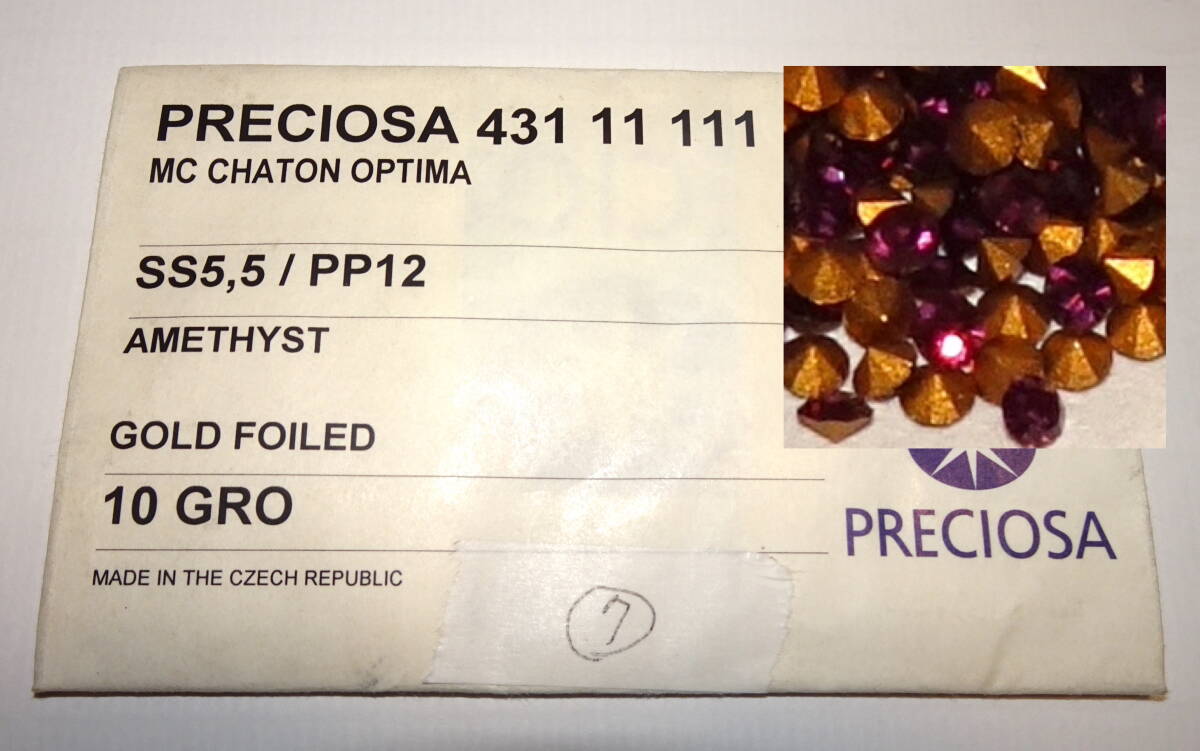 PRECIOSA 431 11 111
MC CHATON OPTIMA
SS5,5 / PP12
AMETHYST
GOLD FOILED
10 GRO
PRECIOSA
MADE IN THE CZECH REPUBLIC
7